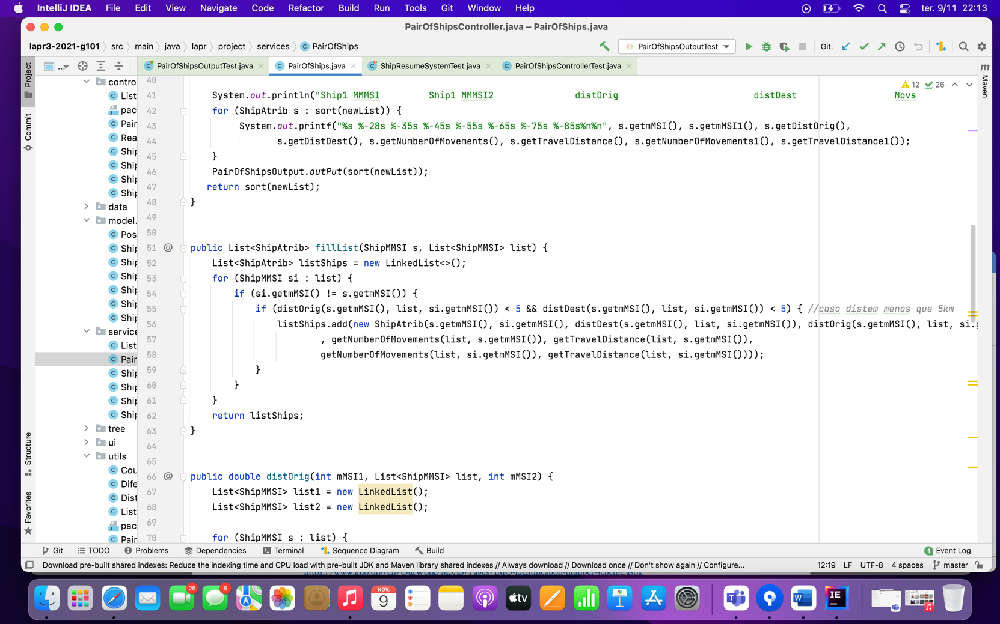 IntelliJ IDEA File Edit View Navigate Code Refactor Build Run Tools Git Window Help ter. 9/11 22:13
PairOfShipsController.java – PairOfShips.java
lapr3-2021-g101 src main java lapr project services PairOfShips PairOfShipsOutputTest Git:
Project ... PairOfShipsOutputTest.java PairOfShips.java ShipResumeSystemTest.java PairOfShipsControllerTest.java m Maven
Commit
Structure
Favorites
contro
List
pac
Pair
Rea
Ship
Ship
Ship
Ship
data
model.
Pos
Ship
Ship
Ship
Ship
Ship
Ship
service
List
Pair
Ship
Ship
Ship
Ship
tree
ui
utils
Cou
Dife
Dist
List
pac
Pair
12 26
40
41 System.out.println("Ship1 MMMSI Ship1 MMMSI2 distOrig distDest Movs
42 for (ShipAtrib s : sort(newList)) {
43 System.out.printf("%s %-28s %-35s %-45s %-55s %-65s %-75s %-85s%n%n", s.getmMSI(), s.getmMSI1(), s.getDistOrig(),
44 s.getDistDest(), s.getNumberOfMovements(), s.getTravelDistance(), s.getNumberOfMovements1(), s.getTravelDistance1());
45 }
46 PairOfShipsOutput.outPut(sort(newList));
47 return sort(newList);
48 }
49
50
51 @ public List<ShipAtrib> fillList(ShipMMSI s, List<ShipMMSI> list) {
52 List<ShipAtrib> listShips = new LinkedList<>();
53 for (ShipMMSI si : list) {
54 if (si.getmMSI() != s.getmMSI()) {
55 if (distOrig(s.getmMSI(), list, si.getmMSI()) < 5 && distDest(s.getmMSI(), list, si.getmMSI()) < 5) { //caso distem menos que 5km
56 listShips.add(new ShipAtrib(s.getmMSI(), si.getmMSI(), distDest(s.getmMSI(), list, si.getmMSI()), distOrig(s.getmMSI(), list, si.g
57 , getNumberOfMovements(list, s.getmMSI()), getTravelDistance(list, s.getmMSI()),
58 getNumberOfMovements(list, si.getmMSI()), getTravelDistance(list, si.getmMSI())));
59 }
60 }
61 }
62 return listShips;
63 }
64
65
66 @ public double distOrig(int mMSI1, List<ShipMMSI> list, int mMSI2) {
67 List<ShipMMSI> list1 = new LinkedList();
68 List<ShipMMSI> list2 = new LinkedList();
69
70 for (ShipMMSI s : list) {
Git TODO Problems Dependencies Terminal Sequence Diagram Build 1 Event Log
Download pre-built shared indexes: Reduce the indexing time and CPU load with pre-built JDK and Maven library shared indexes // Always download // Download once // Don't show again // Configure... 12:19 LF UTF-8 4 spaces master
25 6 NOV. 9 tv W IE